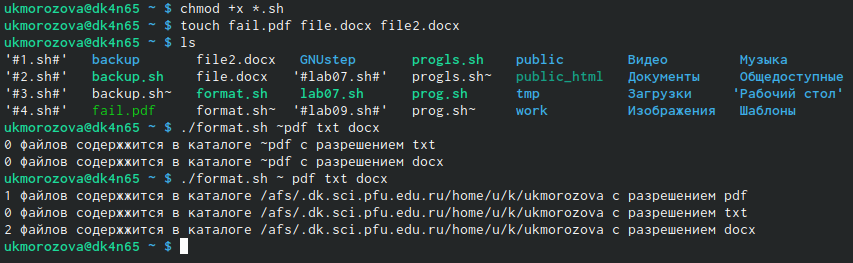 ukmorozova@dk4n65 ~ $ chmod +x *.sh
ukmorozova@dk4n65 ~ $ touch fail.pdf file.docx file2.docx
ukmorozova@dk4n65 ~ $ ls
'#1.sh#' backup file2.docx GNUstep progls.sh public Видео Музыка
'#2.sh#' backup.sh file.docx '#lab07.sh#' progls.sh~ public_html Документы Общедоступные
'#3.sh#' backup.sh~ format.sh lab07.sh prog.sh tmp Загрузки 'Рабочий стол'
'#4.sh#' fail.pdf format.sh~ '#lab09.sh#' prog.sh~ work Изображения Шаблоны
ukmorozova@dk4n65 ~ $ ./format.sh ~pdf txt docx
0 файлов содержжится в каталоге ~pdf с разрешением txt
0 файлов содержжится в каталоге ~pdf с разрешением docx
ukmorozova@dk4n65 ~ $ ./format.sh ~ pdf txt docx
1 файлов содержжится в каталоге /afs/.dk.sci.pfu.edu.ru/home/u/k/ukmorozova с разрешением pdf
0 файлов содержжится в каталоге /afs/.dk.sci.pfu.edu.ru/home/u/k/ukmorozova с разрешением txt
2 файлов содержжится в каталоге /afs/.dk.sci.pfu.edu.ru/home/u/k/ukmorozova с разрешением docx
ukmorozova@dk4n65 ~ $